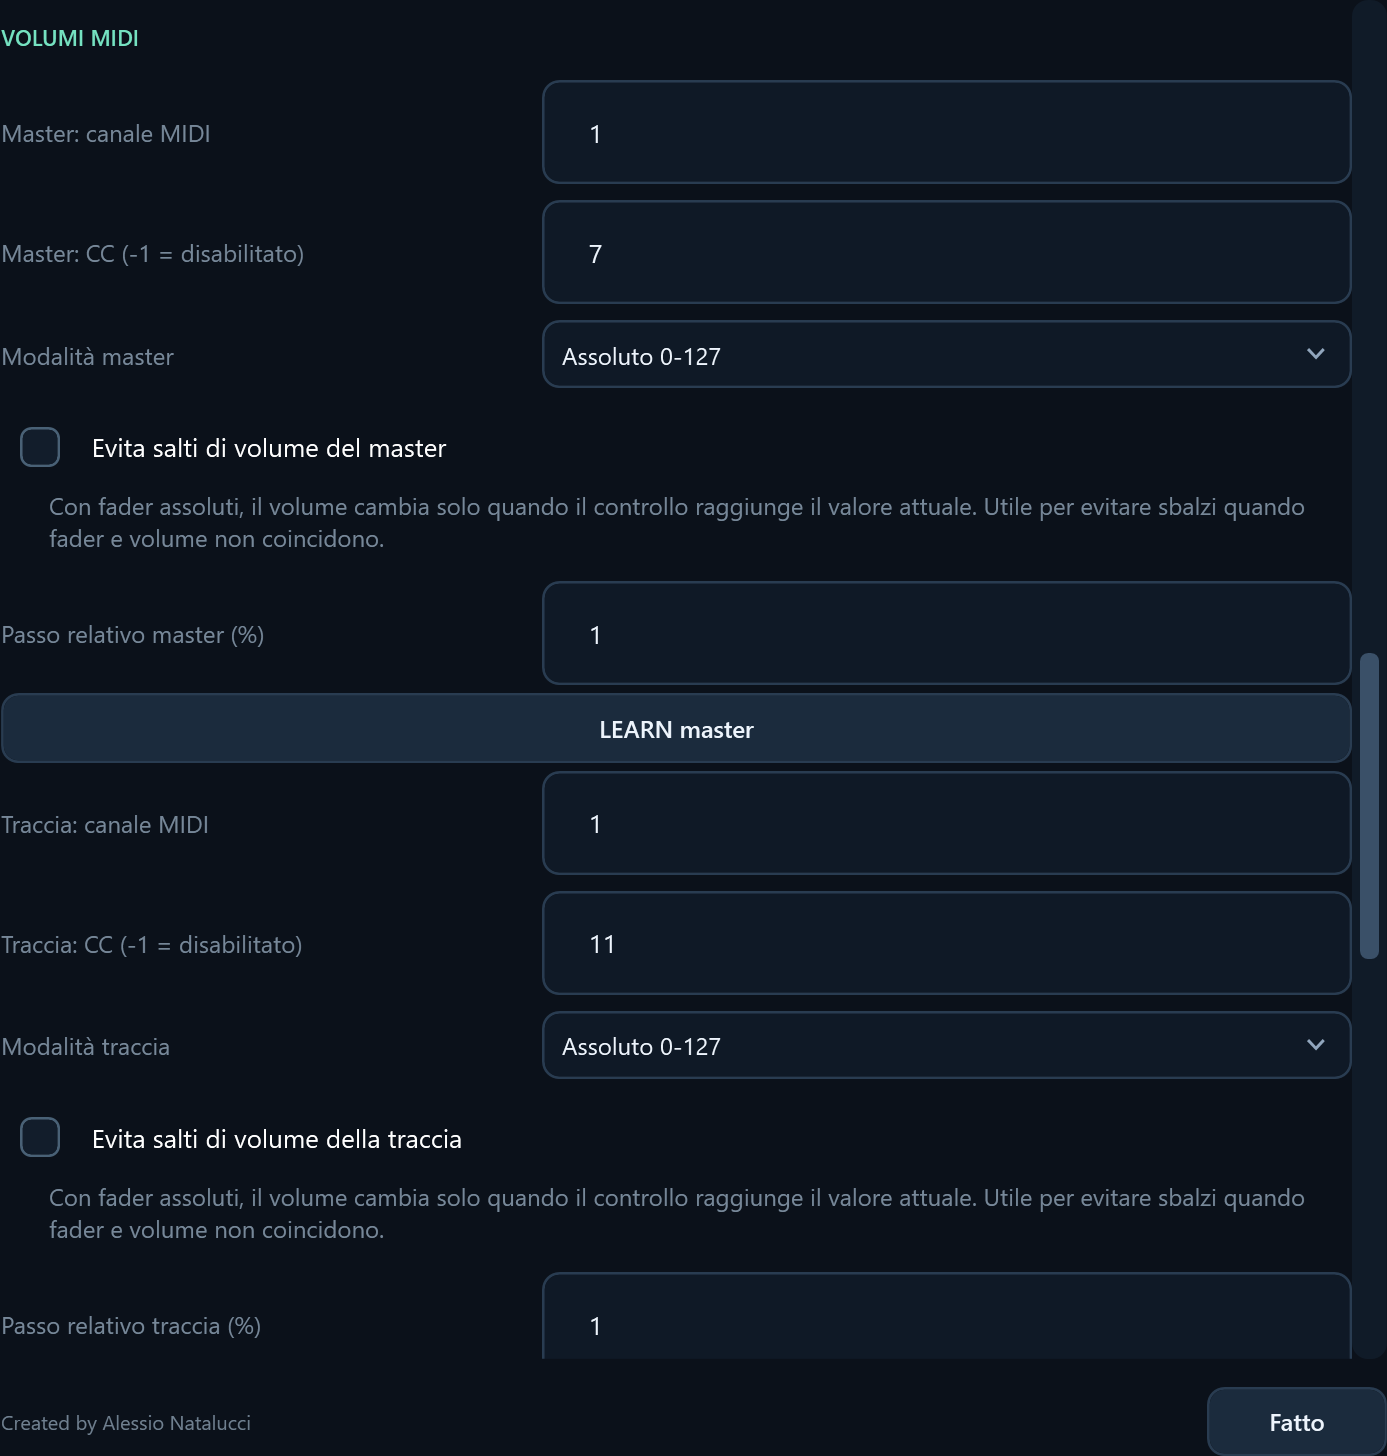 VOLUMI MIDI
Master: canale MIDI
1
Master: CC (-1 = disabilitato)
7
Modalità master
Assoluto 0-127
Evita salti di volume del master
Con fader assoluti, il volume cambia solo quando il controllo raggiunge il valore attuale. Utile per evitare sbalzi quando
fader e volume non coincidono.
Passo relativo master (%)
1
LEARN master
Traccia: canale MIDI
1
Traccia: CC (-1 = disabilitato)
11
Modalità traccia
Assoluto 0-127
Evita salti di volume della traccia
Con fader assoluti, il volume cambia solo quando il controllo raggiunge il valore attuale. Utile per evitare sbalzi quando
fader e volume non coincidono.
Passo relativo traccia (%)
1
Created by Alessio Natalucci
Fatto